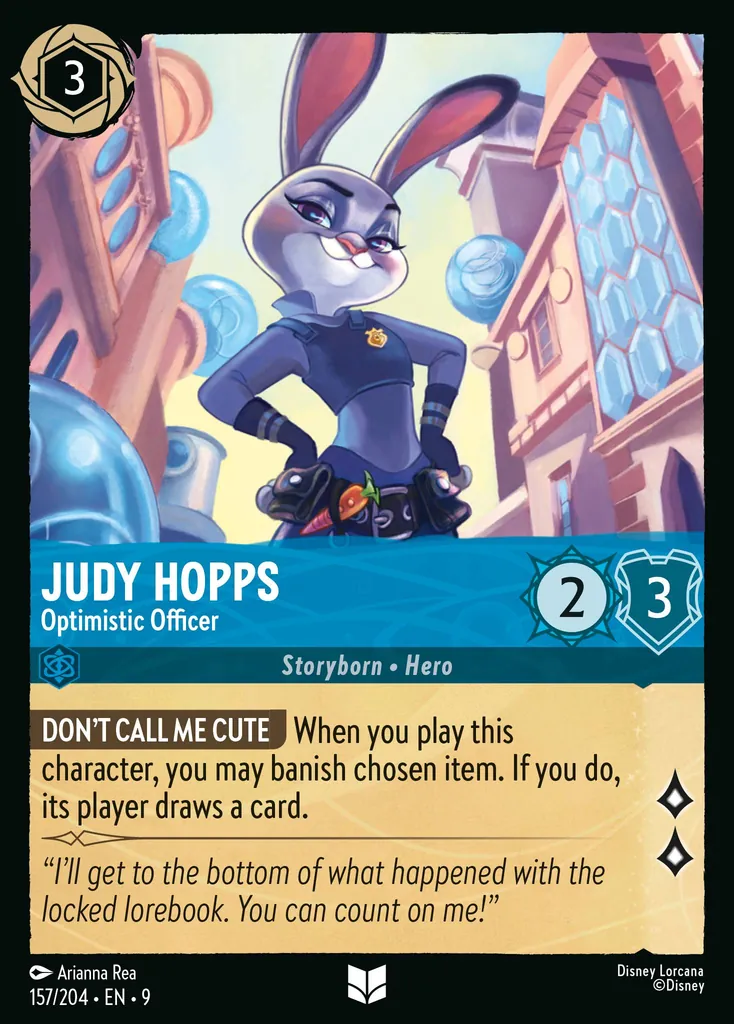 3
JUDY HOPPS
Optimistic Officer
2
3
Storyborn • Hero
DON'T CALL ME CUTE When you play this
character, you may banish chosen item. If you do,
its player draws a card.
“I'll get to the bottom of what happened with the
locked lorebook. You can count on me!”
Arianna Rea
157/204 • EN • 9
Disney Lorcana
©Disney